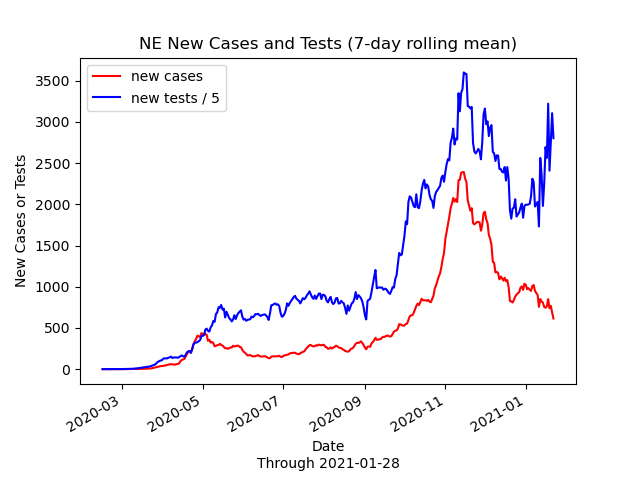 NE New Cases and Tests (7-day rolling mean)
new cases
new tests / 5
New Cases or Tests
3500
3000
2500
2000
1500
1000
500
0
2020-03
2020-05
2020-07
2020-09
2020-11
2021-01
Date
Through 2021-01-28